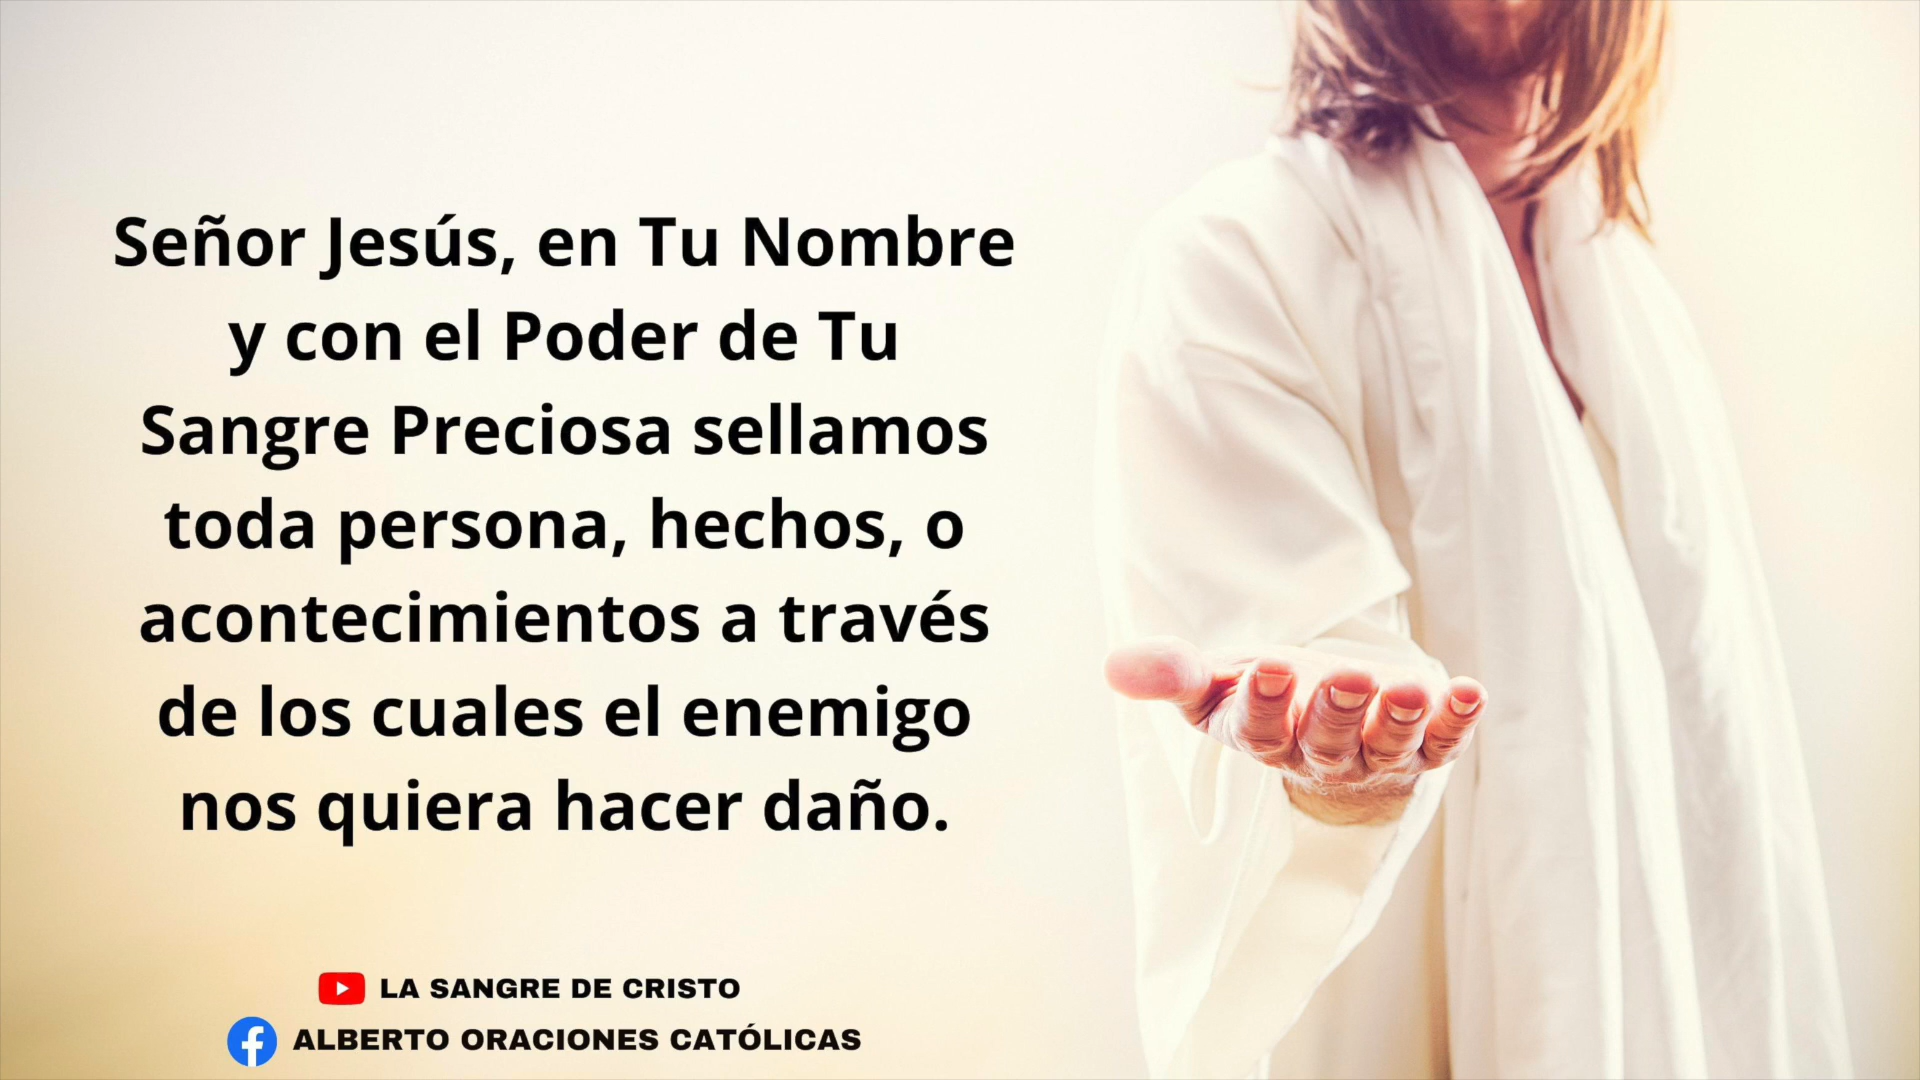 Señor Jesús, en Tu Nombre
y con el Poder de Tu
Sangre Preciosa sellamos
toda persona, hechos, o
acontecimientos a través
de los cuales el enemigo
nos quiera hacer daño.
LA SANGRE DE CRISTO
ALBERTO ORACIONES CATÓLICAS